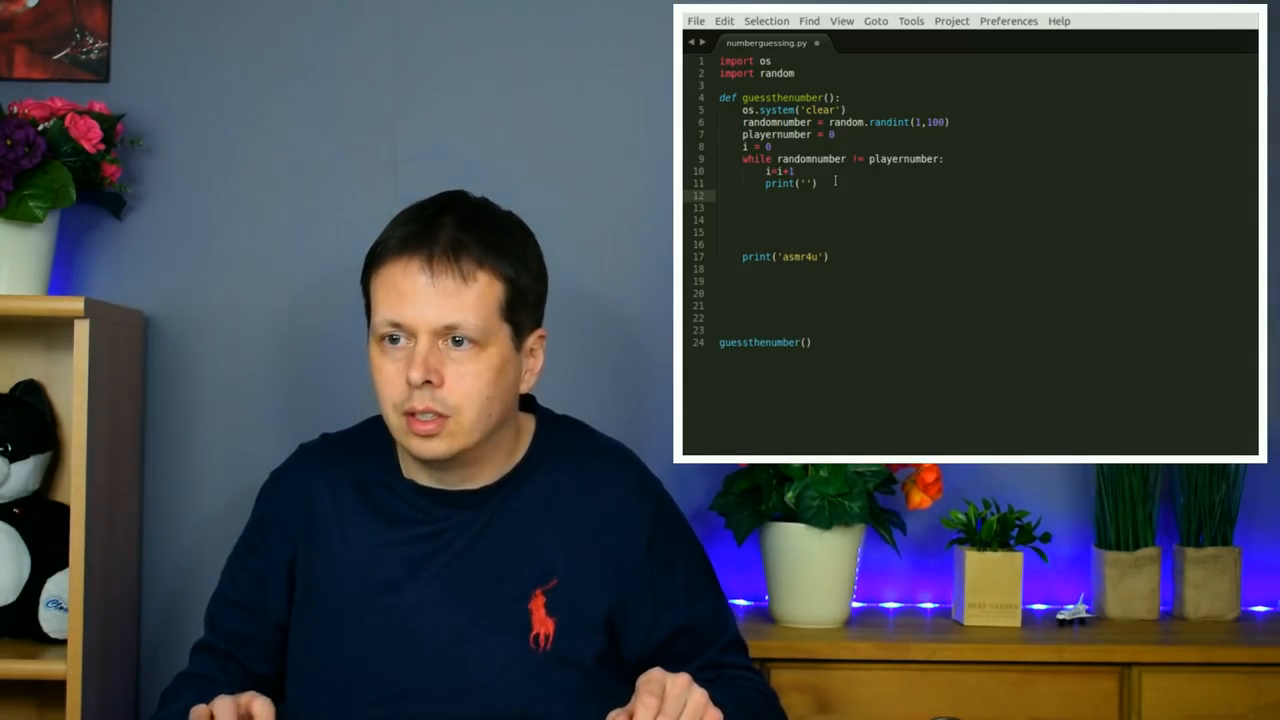 File Edit Selection Find View Goto Tools Project Preferences Help
numberguessing.py
1 import os
2 import random
3
4 def guessthenumber():
5 os.system('clear')
6 randomnumber = random.randint(1,100)
7 playernumber = 0
8 i = 0
9 while randomnumber != playernumber:
10 i=i+1
11 print('')
12
13
14
15
16
17 print('asmr4u')
18
19
20
21
22
23
24 guessthenumber()
HERB GARDEN